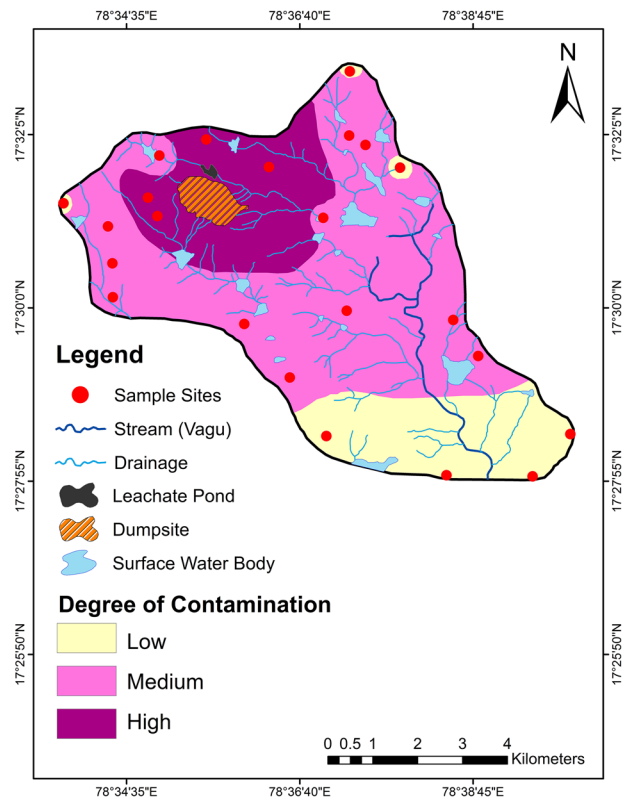 78°34'35"E 78°36'40"E 78°38'45"E
N
17°32'5"N 17°32'5"N
17°30'0"N 17°30'0"N
Legend
Sample Sites
Stream (Vagu)
Drainage
17°27'55"N 17°27'55"N
Leachate Pond
Dumpsite
Surface Water Body
Degree of Contamination
Low
17°25'50"N 17°25'50"N
Medium
High
0 0.5 1 2 3 4
Kilometers
78°34'35"E 78°36'40"E 78°38'45"E